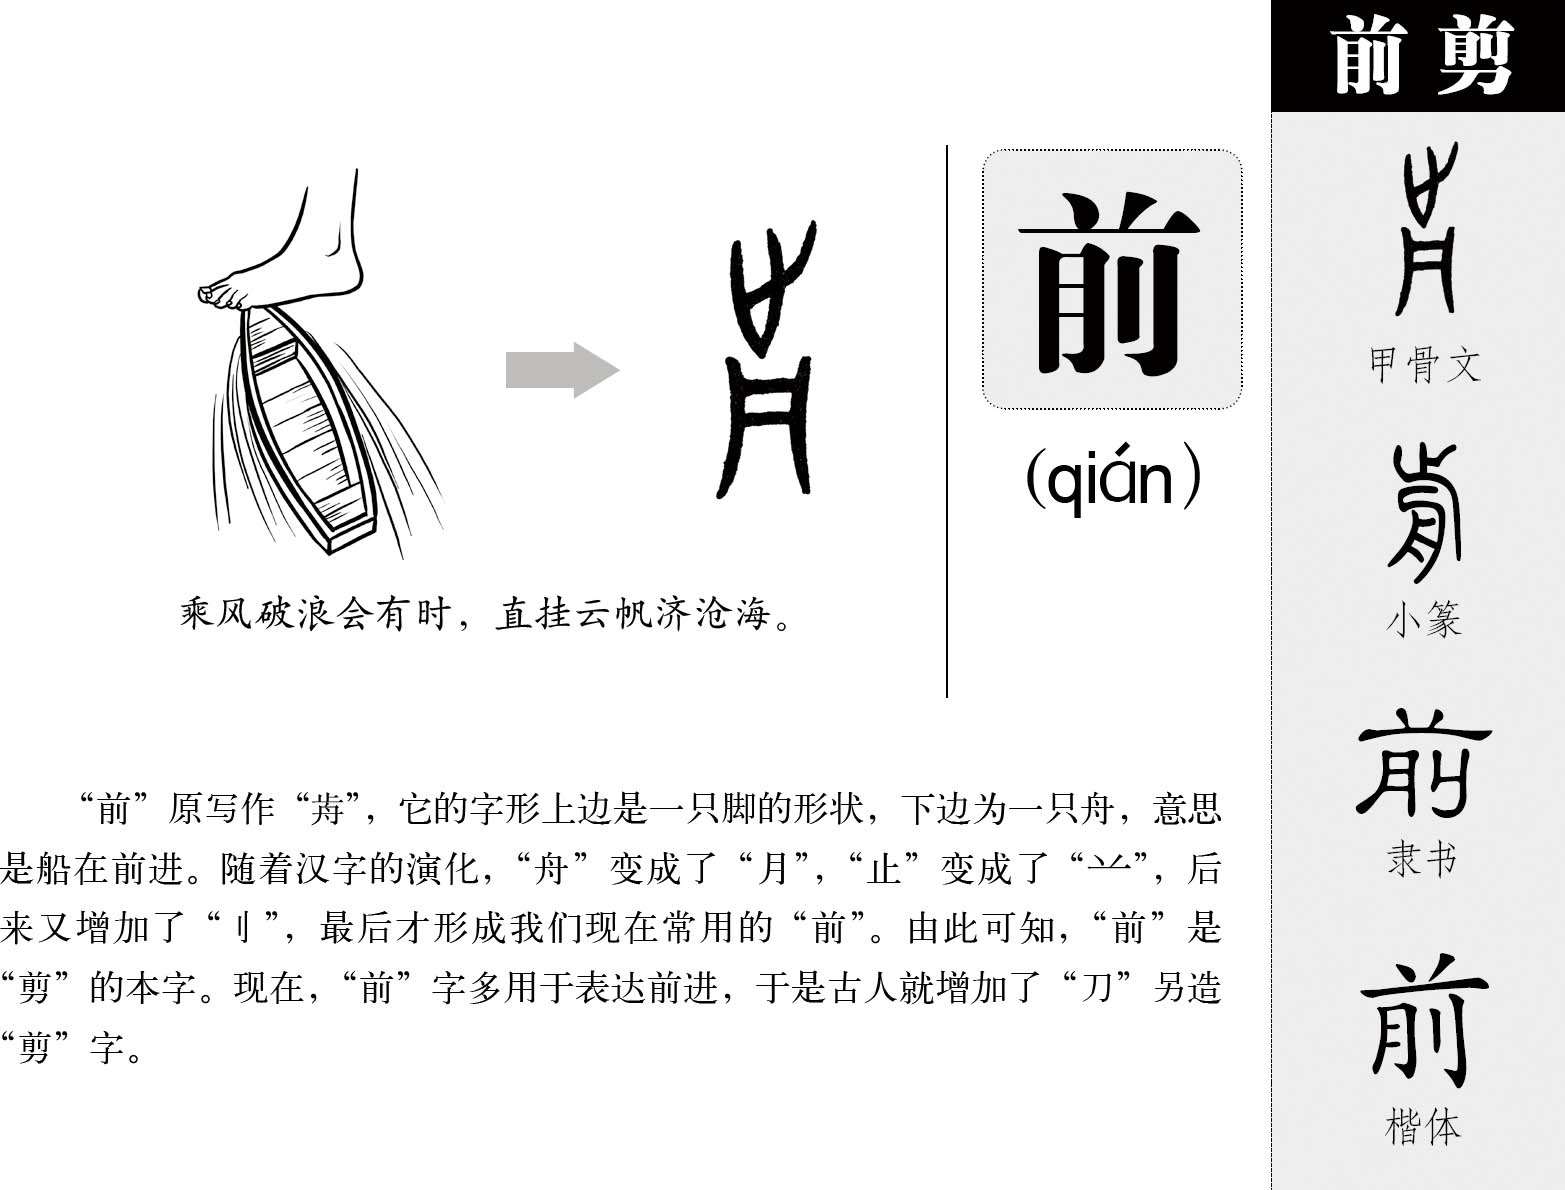 前 剪
前
(qián)
乘风破浪会有时，直挂云帆济沧海。
“前”原写作“歬”，它的字形上边是一只脚的形状，下边为一只舟，意思
是船在前进。随着汉字的演化，“舟”变成了“月”，“止”变成了“䒑”，后
来又增加了“刂”，最后才形成我们现在常用的“前”。由此可知，“前”是
“剪”的本字。现在，“前”字多用于表达前进，于是古人就增加了“刀”另造
“剪”字。
歬
甲骨文
歬
小篆
前
隶书
前
楷体